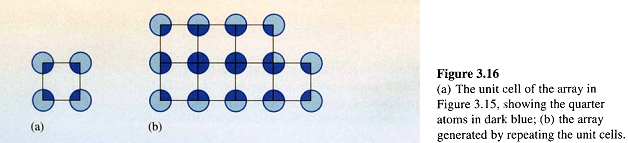 (a)
(b)
Figure 3.16
(a) The unit cell of the array in
Figure 3.15, showing the quarter
atoms in dark blue; (b) the array
generated by repeating the unit cells.